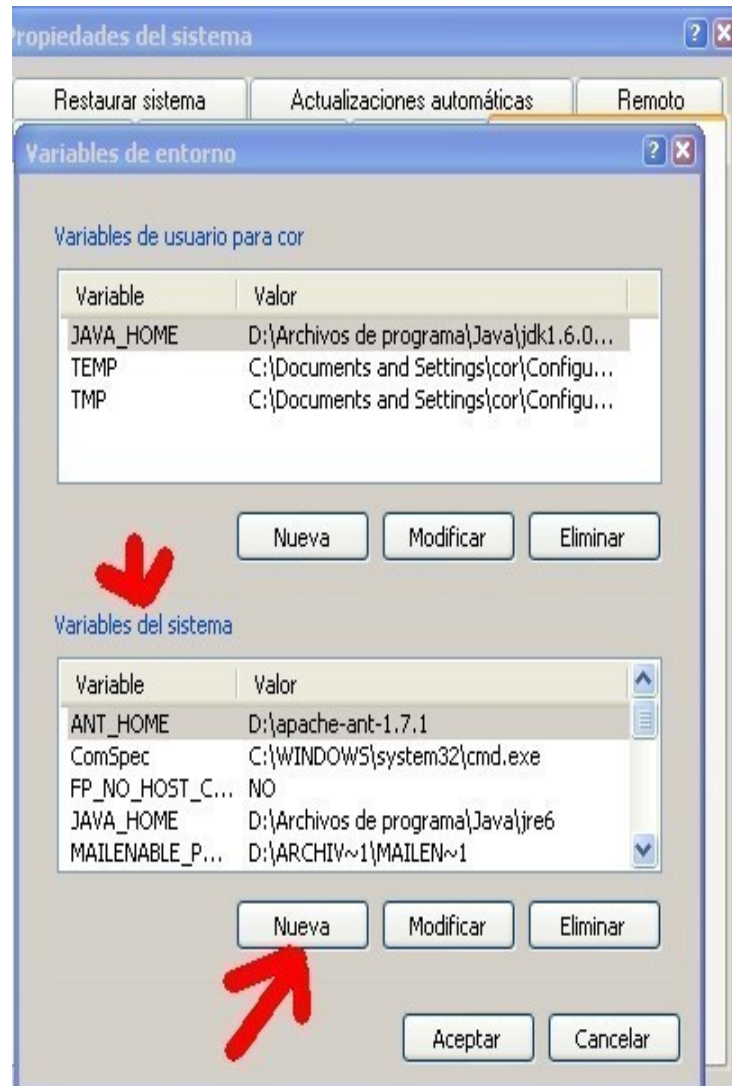 Propiedades del sistema
Restaurar sistema Actualizaciones automáticas Remoto
Variables de entorno
Variables de usuario para cor
Variable Valor
JAVA_HOME D:\Archivos de programa\Java\jdk1.6.0...
TEMP C:\Documents and Settings\cor\Configu...
TMP C:\Documents and Settings\cor\Configu...
Nueva Modificar Eliminar
Variables del sistema
Variable Valor
ANT_HOME D:\apache-ant-1.7.1
ComSpec C:\WINDOWS\system32\cmd.exe
FP_NO_HOST_C... NO
JAVA_HOME D:\Archivos de programa\Java\jre6
MAILENABLE_P... D:\ARCHIV~1\MAILEN~1
Nueva Modificar Eliminar
Aceptar Cancelar